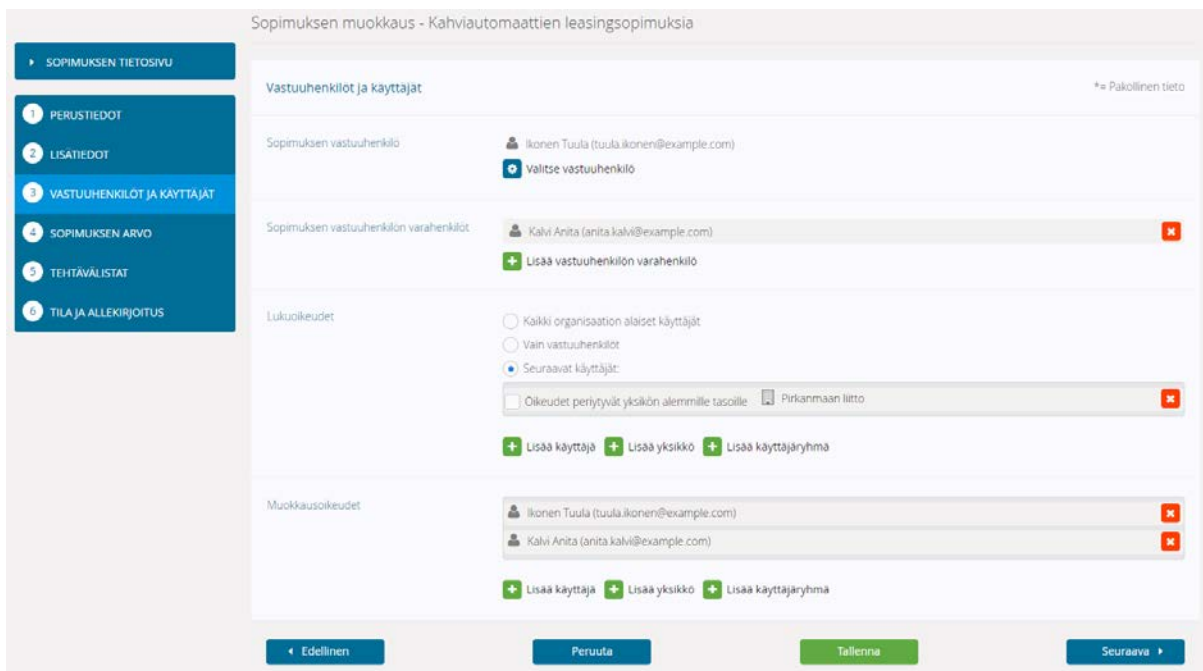 Sopimuksen muokkaus - Kahviautomaattien leasingsopimuksia
SOPIMUKSEN TIETOSIVU
1 PERUSTIEDOT
2 LISÄTIEDOT
3 VASTUUHENKILÖT JA KÄYTTÄJÄT
4 SOPIMUKSEN ARVO
5 TEHTÄVÄLISTAT
6 TILA JA ALLEKIRJOITUS
Vastuuhenkilöt ja käyttäjät
*= Pakollinen tieto
Sopimuksen vastuuhenkilö
Ikonen Tuula (tuula.ikonen@example.com)
Valitse vastuuhenkilö
Sopimuksen vastuuhenkilön varahenkilöt
Kalvi Anita (anita.kalvi@example.com)
Lisää vastuuhenkilön varahenkilö
Lukuoikeudet
Kaikki organisaation alaiset käyttäjät
Vain vastuuhenkilöt
Seuraavat käyttäjät:
Oikeudet periytyvät yksikön alemmille tasoille Pirkanmaan liitto
Lisää käyttäjä Lisää yksikkö Lisää käyttäjäryhmä
Muokkausoikeudet
Ikonen Tuula (tuula.ikonen@example.com)
Kalvi Anita (anita.kalvi@example.com)
Lisää käyttäjä Lisää yksikkö Lisää käyttäjäryhmä
Edellinen Peruuta Tallenna Seuraava